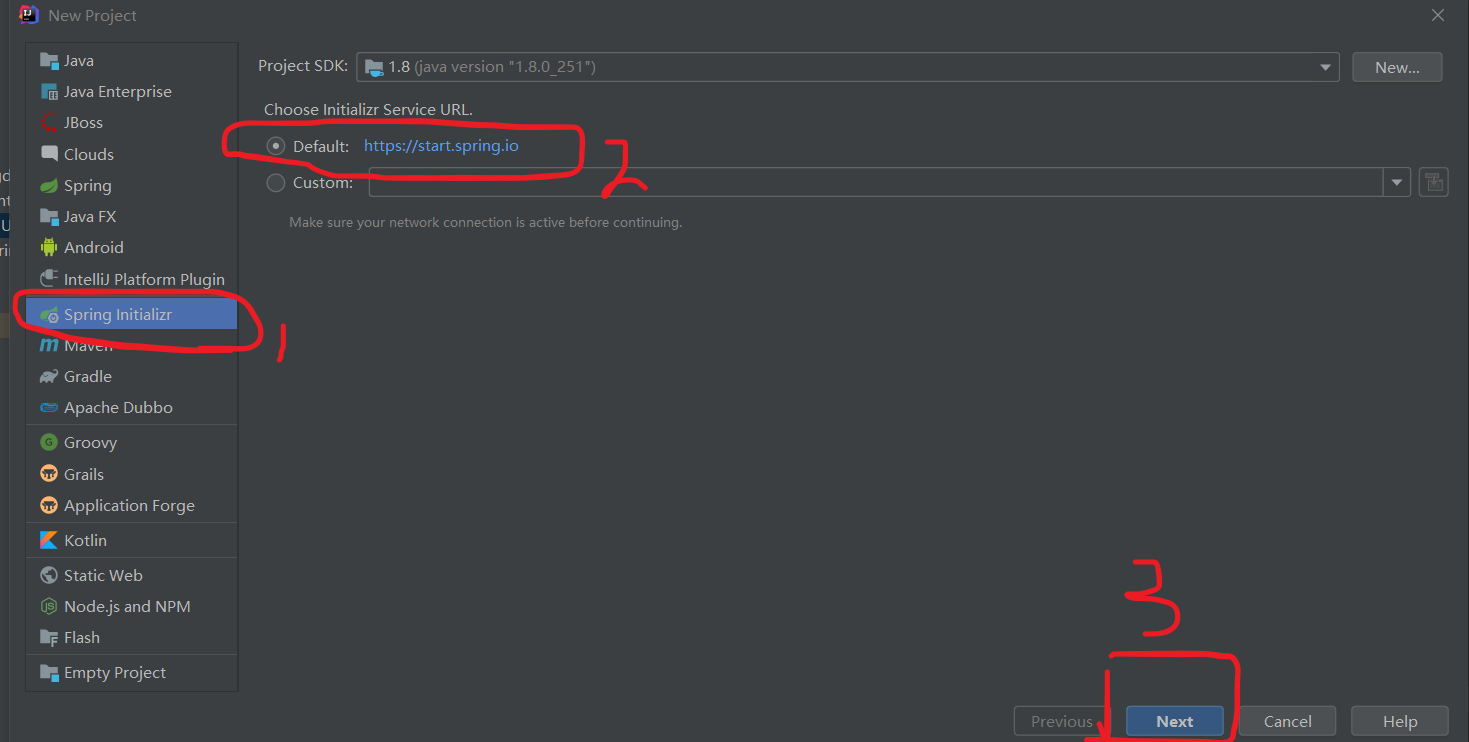 New Project
Java
Java Enterprise
JBoss
Clouds
Spring
Java FX
Android
IntelliJ Platform Plugin
Spring Initializr
Maven
Gradle
Apache Dubbo
Groovy
Grails
Application Forge
Kotlin
Static Web
Node.js and NPM
Flash
Empty Project
Project SDK: 1.8 (java version "1.8.0_251") New...
Choose Initializr Service URL.
Default: https://start.spring.io
Custom:
Make sure your network connection is active before continuing.
1
2
3
Previous Next Cancel Help